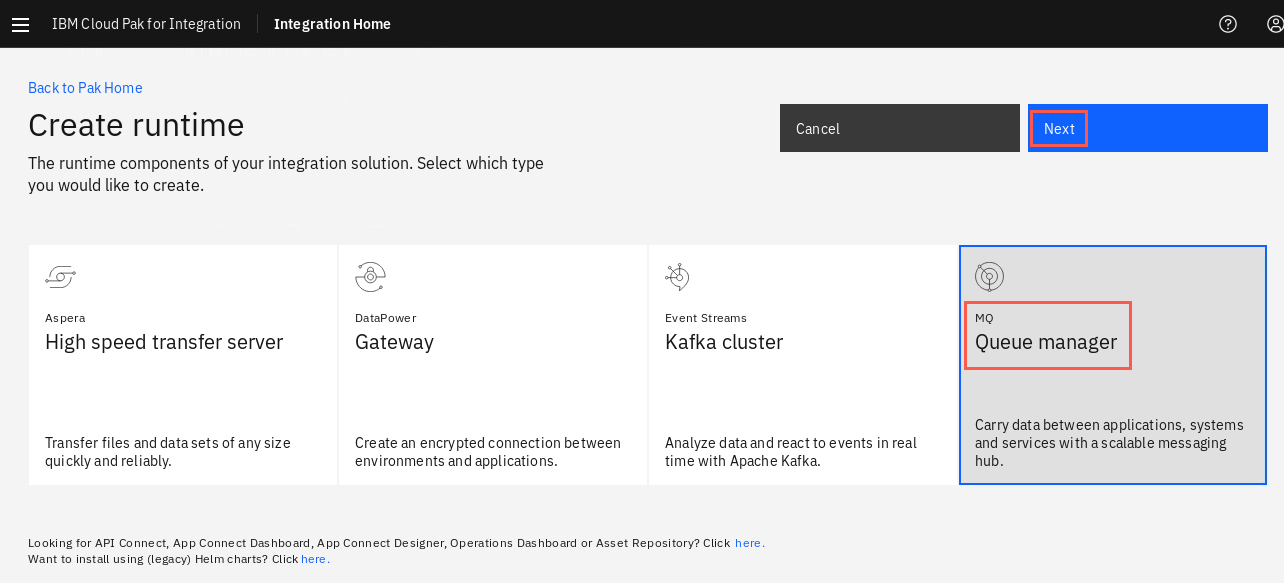 IBM Cloud Pak for Integration
Integration Home
Back to Pak Home
Create runtime
Cancel
Next
The runtime components of your integration solution. Select which type
you would like to create.
Aspera
High speed transfer server
Transfer files and data sets of any size
quickly and reliably.
DataPower
Gateway
Create an encrypted connection between
environments and applications.
Event Streams
Kafka cluster
Analyze data and react to events in real
time with Apache Kafka.
MQ
Queue manager
Carry data between applications, systems
and services with a scalable messaging
hub.
Looking for API Connect, App Connect Dashboard, App Connect Designer, Operations Dashboard or Asset Repository? Click here.
Want to install using (legacy) Helm charts? Click here.